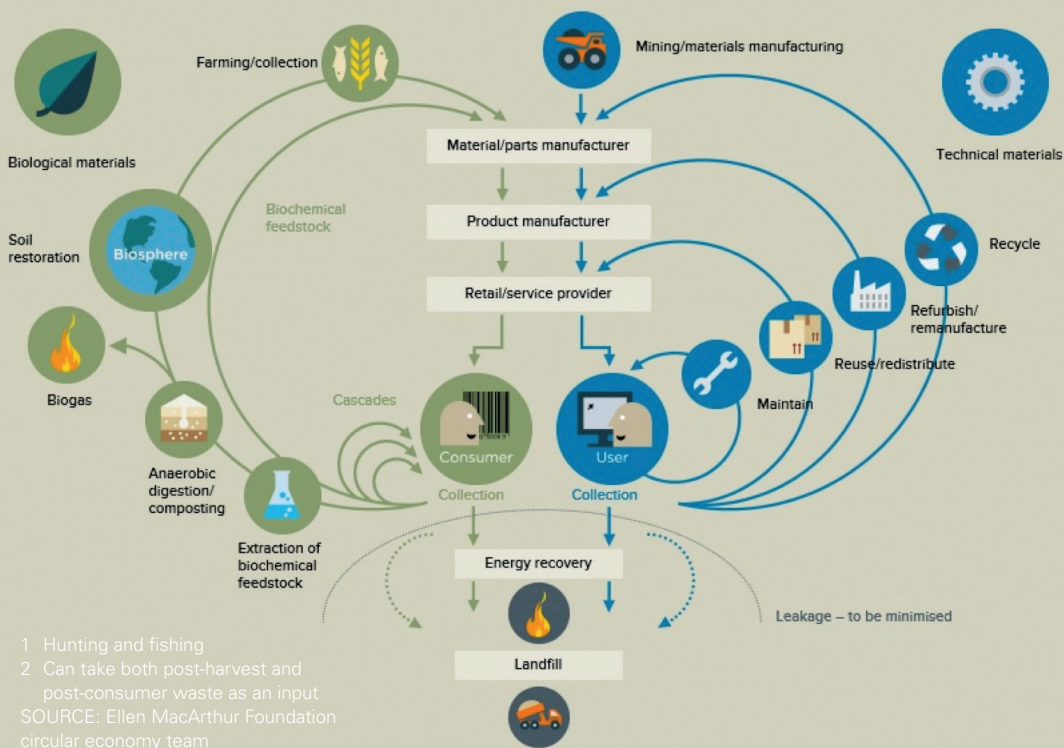 Farming/collection
Mining/materials manufacturing
Biological materials
Technical materials
Material/parts manufacturer
Biochemical
feedstock
Product manufacturer
Soil
restoration
Biosphere
Recycle
Retail/service provider
Refurbish/
remanufacture
Reuse/redistribute
Biogas
Cascades
Maintain
Consumer
User
Anaerobic
digestion/
composting
Collection
Collection
Extraction of
biochemical
feedstock
Energy recovery
Leakage – to be minimised
Landfill
1 Hunting and fishing
2 Can take both post-harvest and
post-consumer waste as an input
SOURCE: Ellen MacArthur Foundation
circular economy team